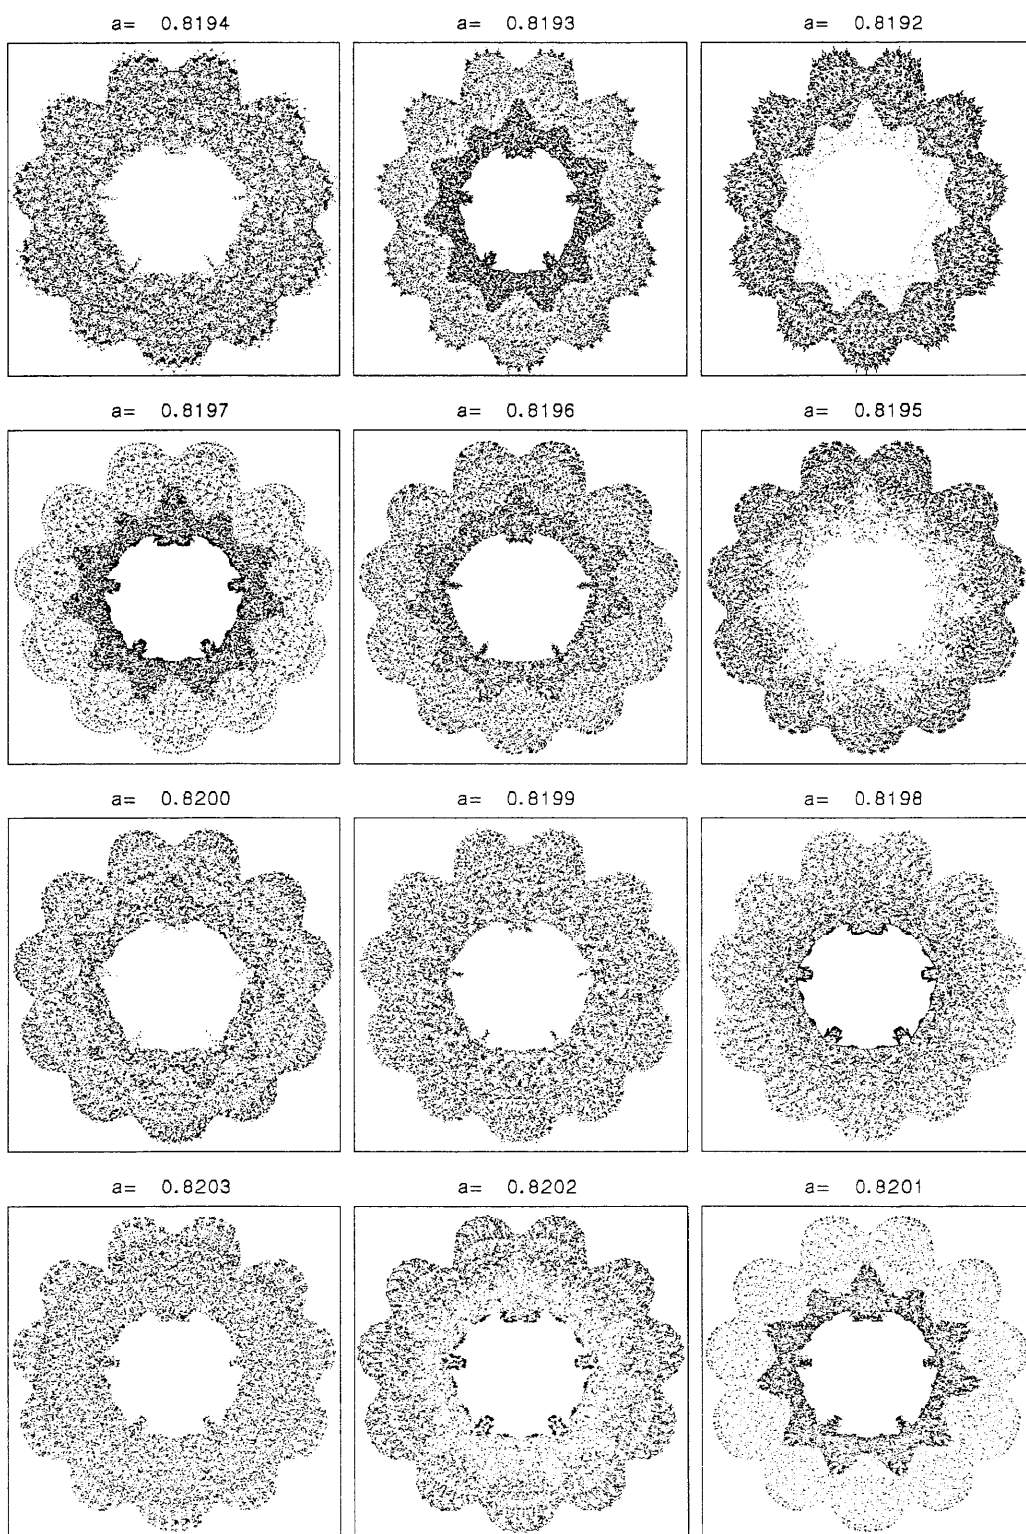 a= 0.8194 a= 0.8193 a= 0.8192
a= 0.8197 a= 0.8196 a= 0.8195
a= 0.8200 a= 0.8199 a= 0.8198
a= 0.8203 a= 0.8202 a= 0.8201